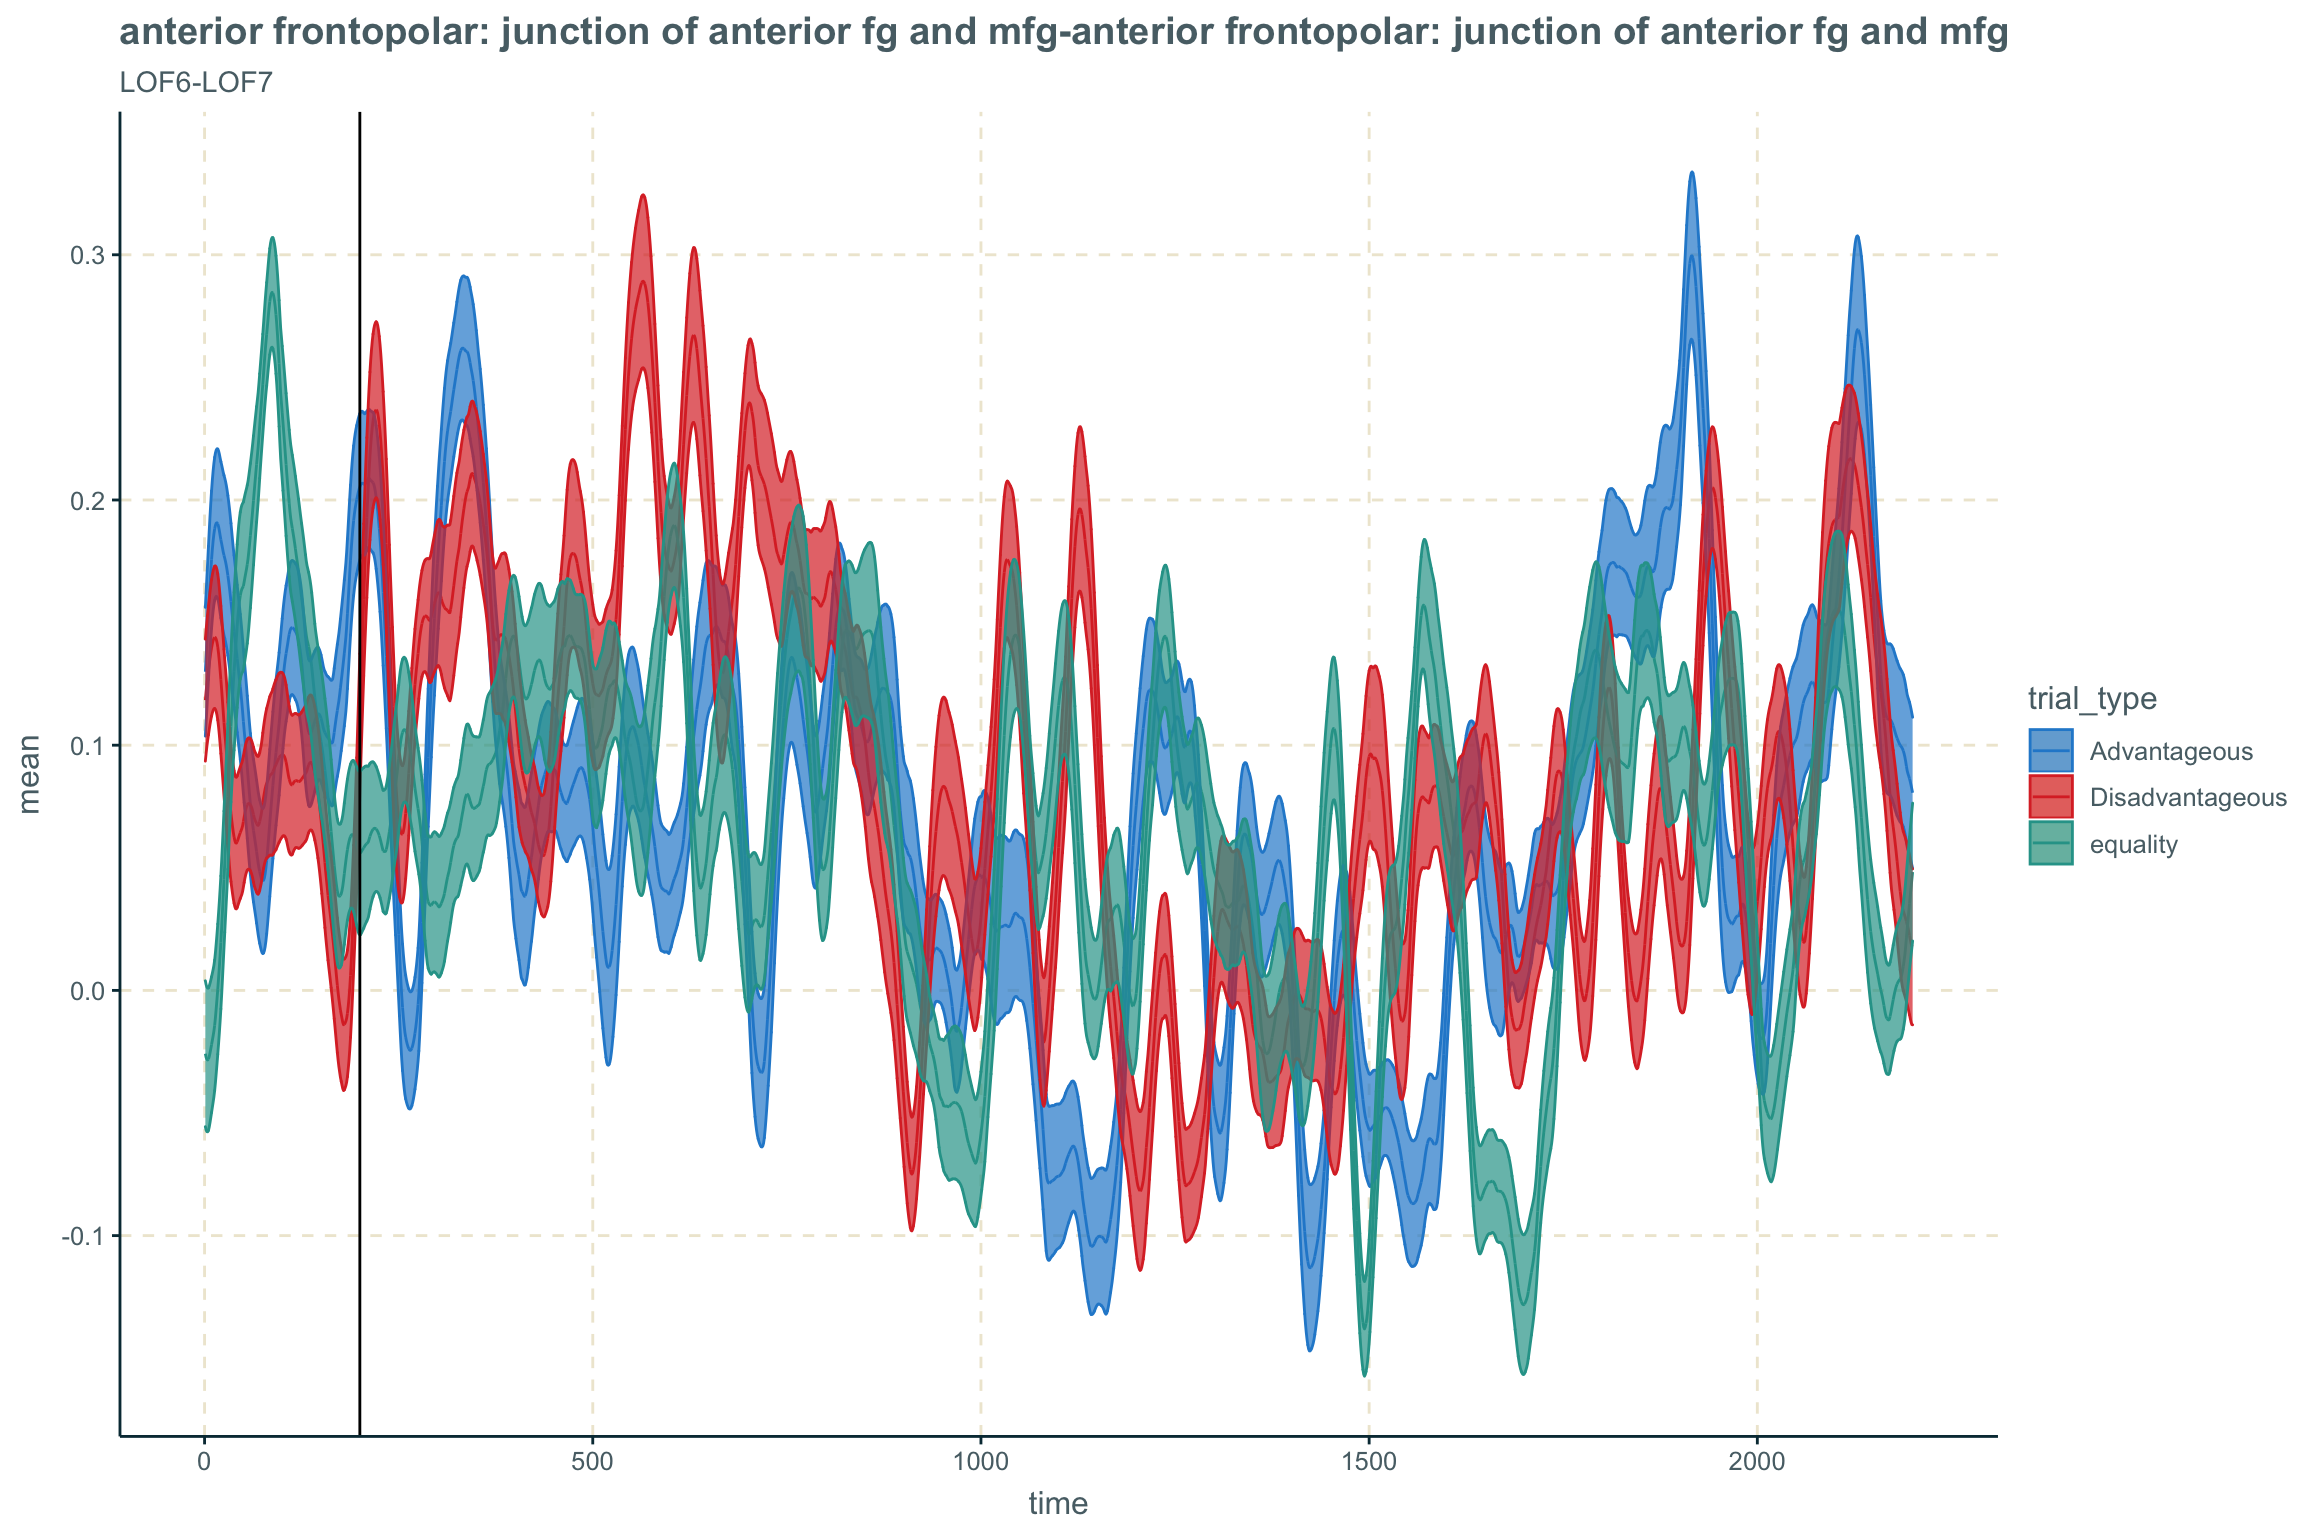 anterior frontopolar: junction of anterior fg and mfg-anterior frontopolar: junction of anterior fg and mfg
LOF6-LOF7
mean
0.3
0.2
0.1
0.0
-0.1
0
500
1000
1500
2000
time
trial_type
Advantageous
Disadvantageous
equality